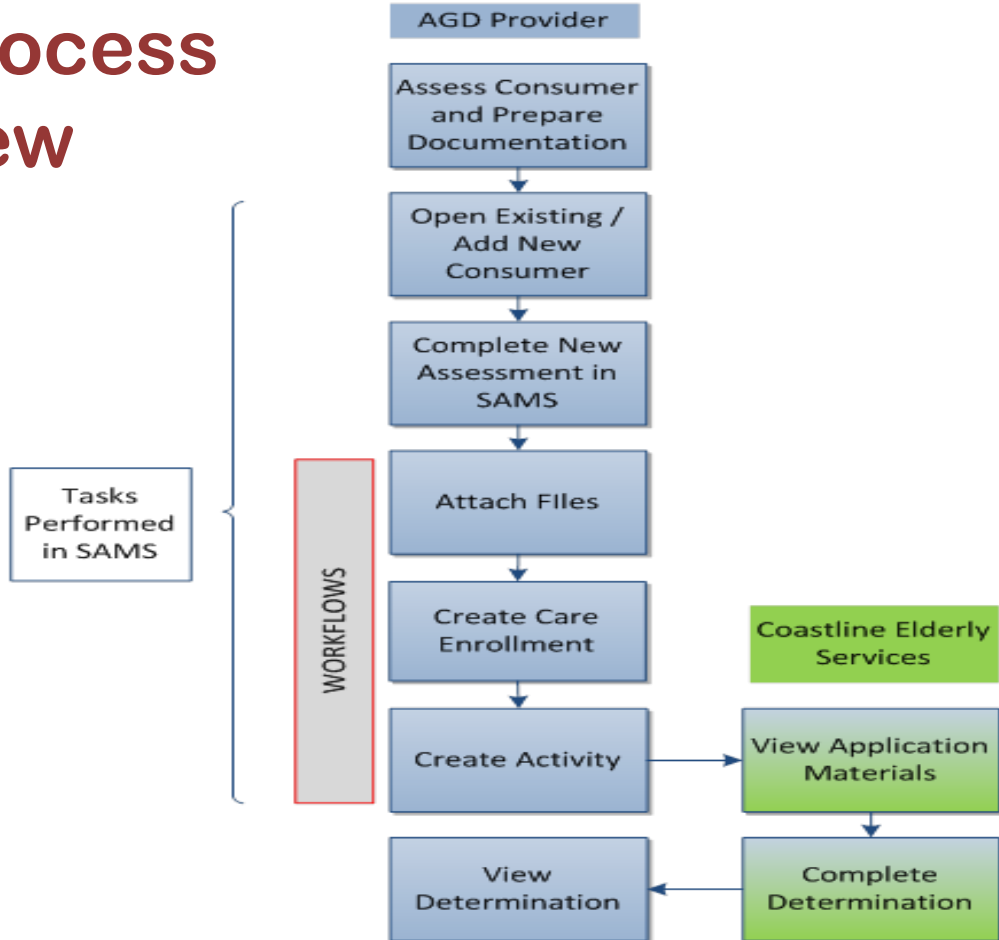 ocess
ew
AGD Provider
Assess Consumer
and Prepare
Documentation
Open Existing /
Add New
Consumer
Complete New
Assessment in
SAMS
Tasks
Performed
in SAMS
WORKFLOWS
Attach FIles
Create Care
Enrollment
Create Activity
Coastline Elderly
Services
View Application
Materials
Complete
Determination
View
Determination